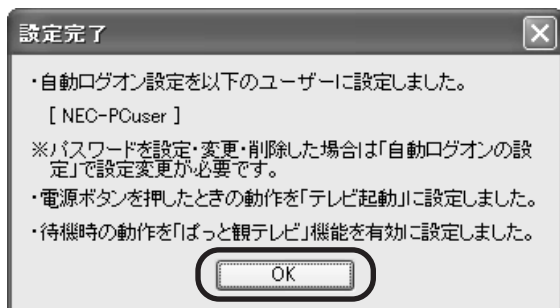 設定完了
・自動ログオン設定を以下のユーザーに設定しました。
[ NEC-PCuser ]
※パスワードを設定・変更・削除した場合は「自動ログオンの設
定」で設定変更が必要です。
・電源ボタンを押したときの動作を「テレビ起動」に設定しました。
・待機時の動作を「ぱっと観テレビ」機能を有効に設定しました。
OK